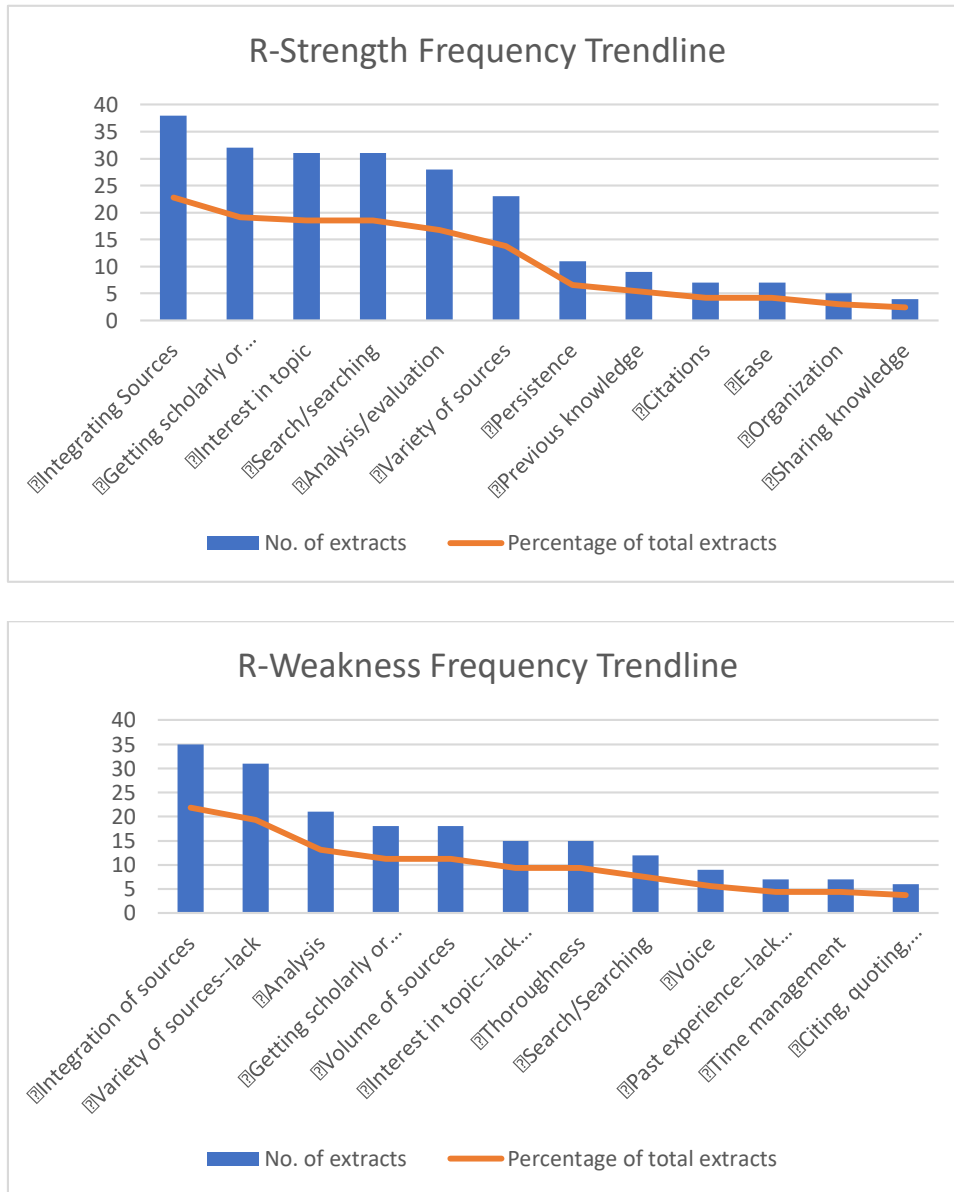 R-Strength Frequency Trendline
40
35
30
25
20
15
10
5
0
⍰Integrating Sources
⍰Getting scholarly or...
⍰Interest in topic
⍰Search/searching
⍰Analysis/evaluation
⍰Variety of sources
⍰Persistence
⍰Previous knowledge
⍰Citations
⍰Ease
⍰Organization
⍰Sharing knowledge
No. of extracts
Percentage of total extracts
R-Weakness Frequency Trendline
40
35
30
25
20
15
10
5
0
⍰Integration of sources
⍰Variety of sources--lack
⍰Analysis
⍰Getting scholarly or...
⍰Volume of sources
⍰Interest in topic--lack...
⍰Thoroughness
⍰Search/Searching
⍰Voice
⍰Past experience--lack...
⍰Time management
⍰Citing, quoting,...
No. of extracts
Percentage of total extracts